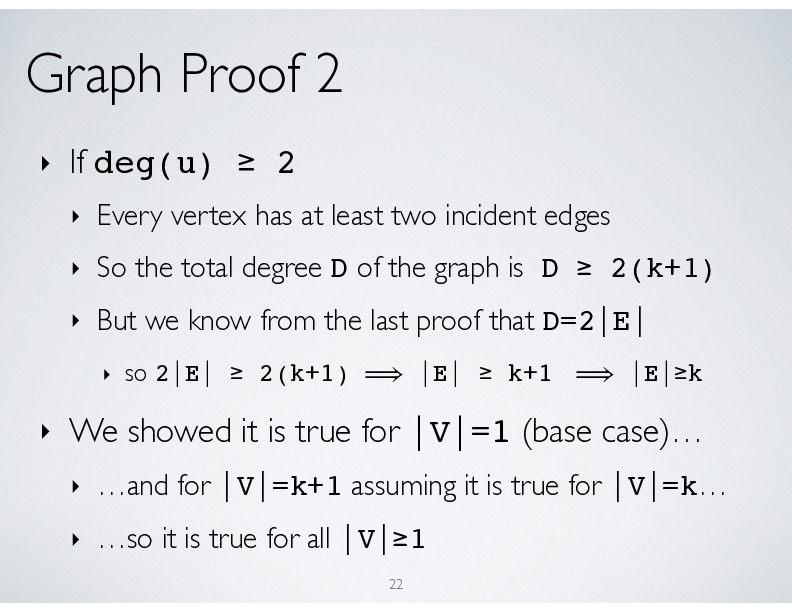 Graph Proof 2
‣ If deg(u) ≥ 2
‣ Every vertex has at least two incident edges
‣ So the total degree D of the graph is D ≥ 2(k+1)
‣ But we know from the last proof that D=2|E|
‣ so 2|E| ≥ 2(k+1) ⟹ |E| ≥ k+1 ⟹ |E|≥k
‣ We showed it is true for |V|=1 (base case)…
‣ …and for |V|=k+1 assuming it is true for |V|=k…
‣ …so it is true for all |V|≥1
22